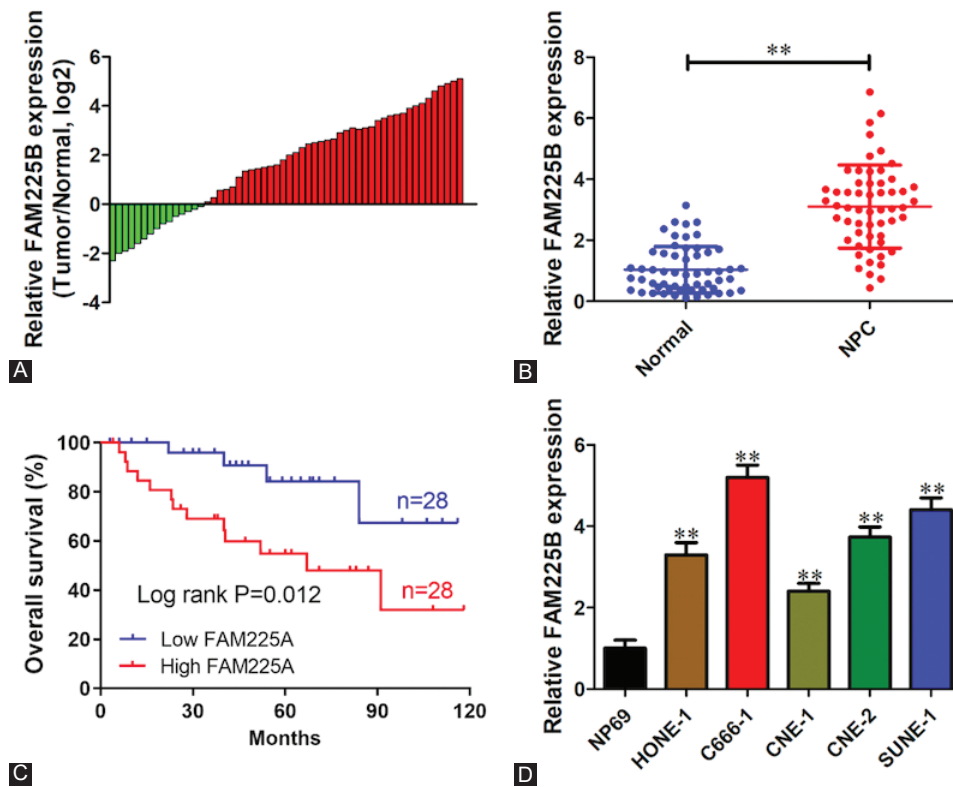 Relative FAM225B expression
(Tumor/Normal, log2)
6
4
2
0
-2
-4
A
Relative FAM225B expression
8
6
4
2
0
**
Normal
NPC
B
Overall survival (%)
100
80
60
40
20
0
n=28
n=28
Log rank P=0.012
Low FAM225A
High FAM225A
0 30 60 90 120
Months
C
Relative FAM225B expression
6
4
2
0
**
**
**
**
**
NP69
HONE-1
C666-1
CNE-1
CNE-2
SUNE-1
D